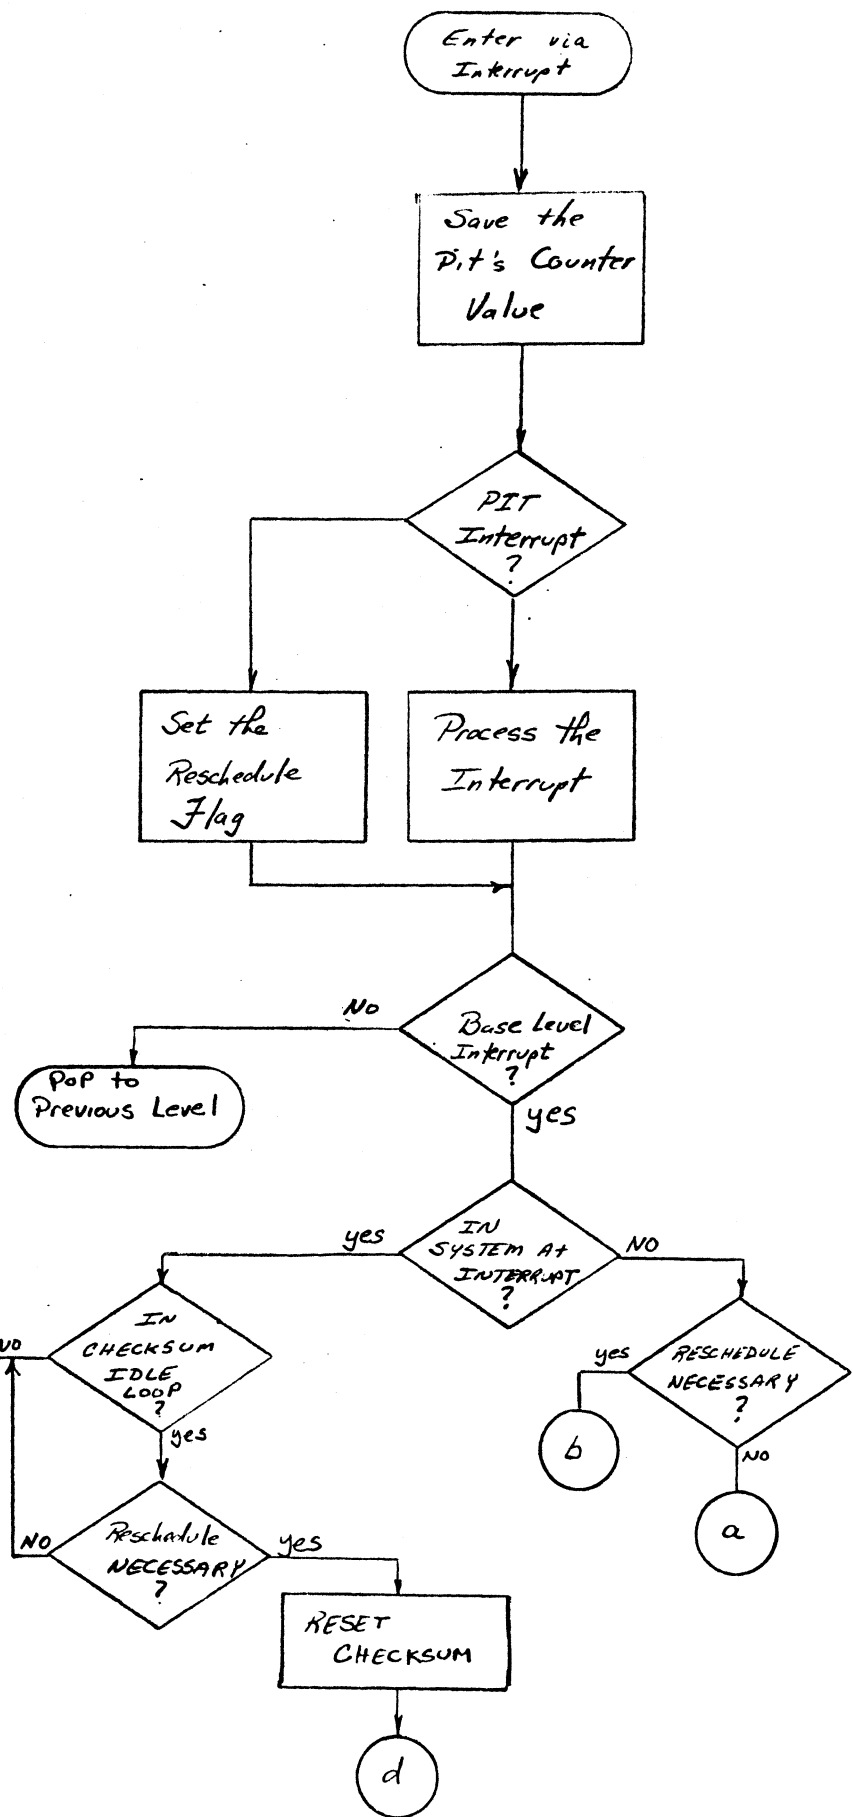 Enter via
Interrupt
Save the
Pit's Counter
Value
PIT
Interrupt
?
Set the
Reschedule
Flag
Process the
Interrupt
No
Base Level
Interrupt
?
POP to
Previous Level
yes
yes
IN
SYSTEM At
INTERRUPT
?
NO
IN
CHECKSUM
IDLE
LOOP
?
NO
yes
yes
RESCHEDULE
NECESSARY
?
b
NO
a
NO
Reschedule
NECESSARY
?
yes
RESET
CHECKSUM
d